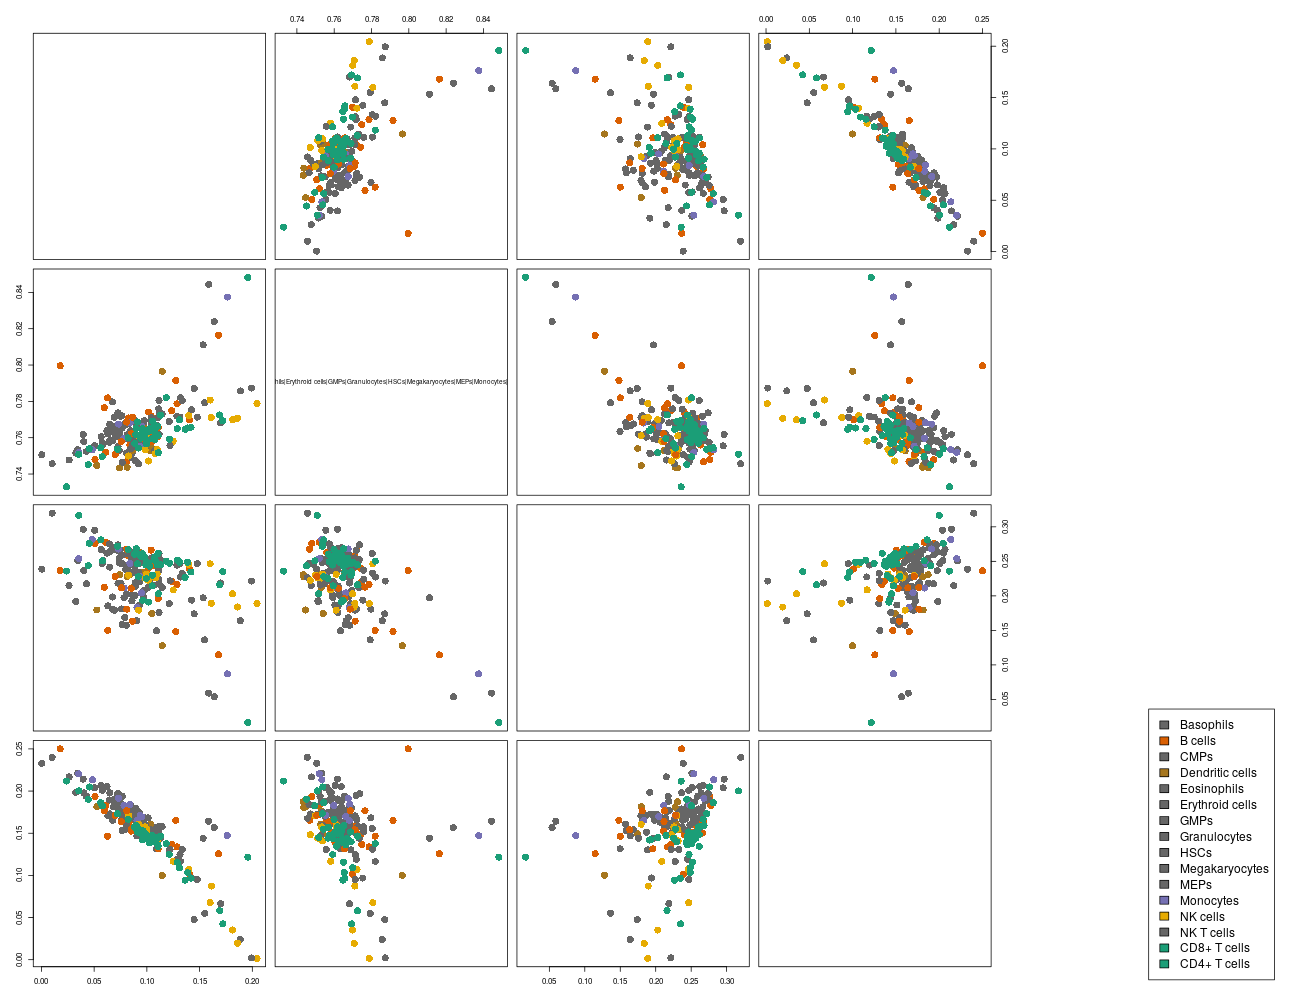 0.74 0.76 0.78 0.80 0.82 0.84
0.00 0.05 0.10 0.15 0.20 0.25
0.00 0.05 0.10 0.15 0.20
0.74 0.76 0.78 0.80 0.82 0.84
hils|Erythroid cells|GMPs|Granulocytes|HSCs|Megakaryocytes|MEPs|Monocytes|
0.05 0.10 0.15 0.20 0.25 0.30
0.00 0.05 0.10 0.15 0.20 0.25
0.00 0.05 0.10 0.15 0.20
0.05 0.10 0.15 0.20 0.25 0.30
Basophils
B cells
CMPs
Dendritic cells
Eosinophils
Erythroid cells
GMPs
Granulocytes
HSCs
Megakaryocytes
MEPs
Monocytes
NK cells
NK T cells
CD8+ T cells
CD4+ T cells